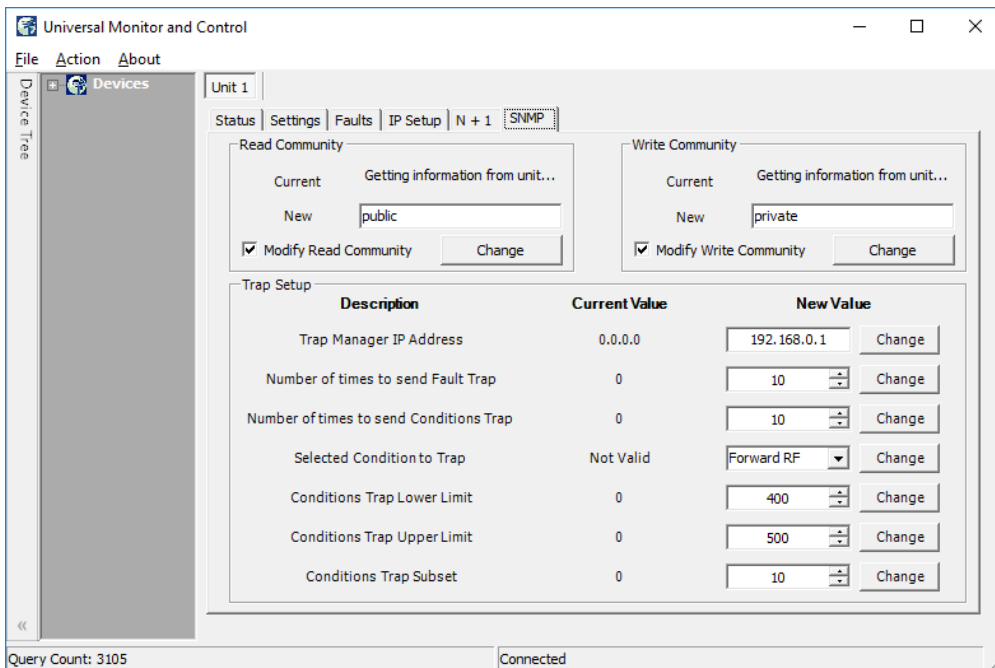 Universal Monitor and Control
File Action About
Device Tree
Devices
Unit 1
Status Settings Faults IP Setup N + 1 SNMP
Read Community
Current Getting information from unit...
New public
Modify Read Community Change
Write Community
Current Getting information from unit...
New private
Modify Write Community Change
Trap Setup
Description Current Value New Value
Trap Manager IP Address 0.0.0.0 192.168.0.1 Change
Number of times to send Fault Trap 0 10 Change
Number of times to send Conditions Trap 0 10 Change
Selected Condition to Trap Not Valid Forward RF Change
Conditions Trap Lower Limit 0 400 Change
Conditions Trap Upper Limit 0 500 Change
Conditions Trap Subset 0 10 Change
Query Count: 3105 Connected